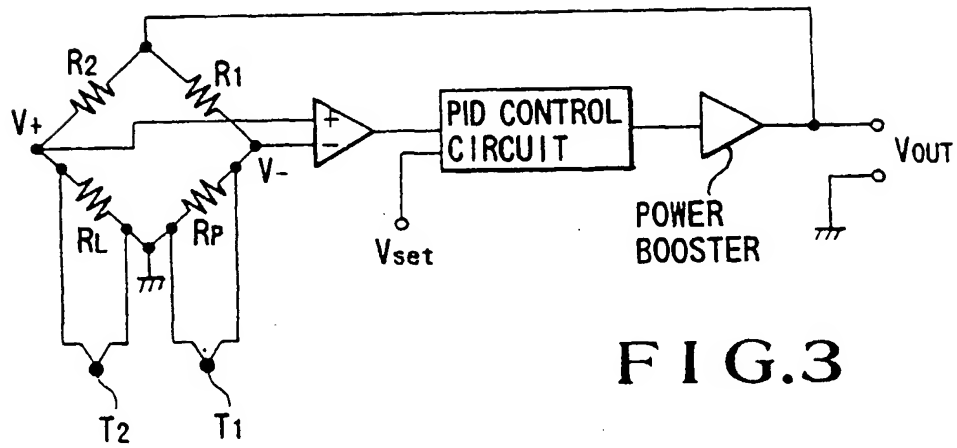 R2
R1
V+
+
−
V-
PID CONTROL
CIRCUIT
VOUT
RL
RP
Vset
POWER
BOOSTER
T2
T1
FIG.3